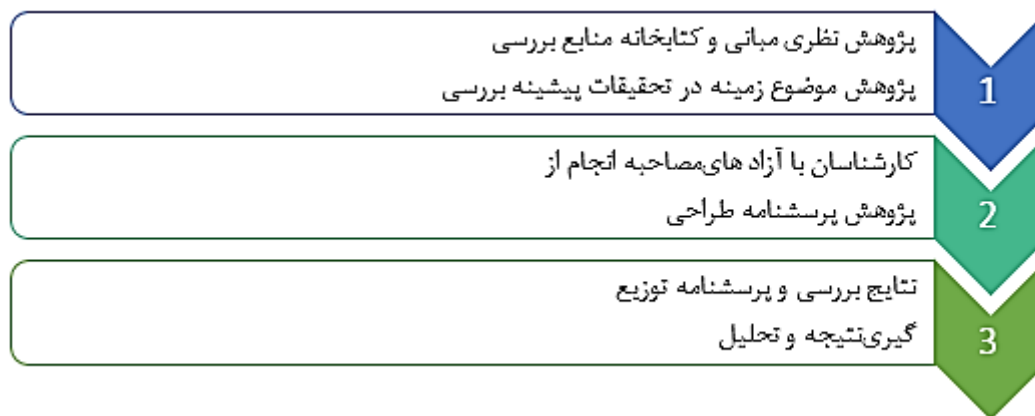 1
پژوهش نظری مبانی و کتابخانه منابع بررسی
پژوهش موضوع زمینه در تحقیقات پیشینه بررسی
2
کارشناسان با آزاد های‌مصاحبه انجام از
پژوهش پرسشنامه طراحی
3
نتایج بررسی و پرسشنامه توزیع
گیری‌نتیجه و تحلیل